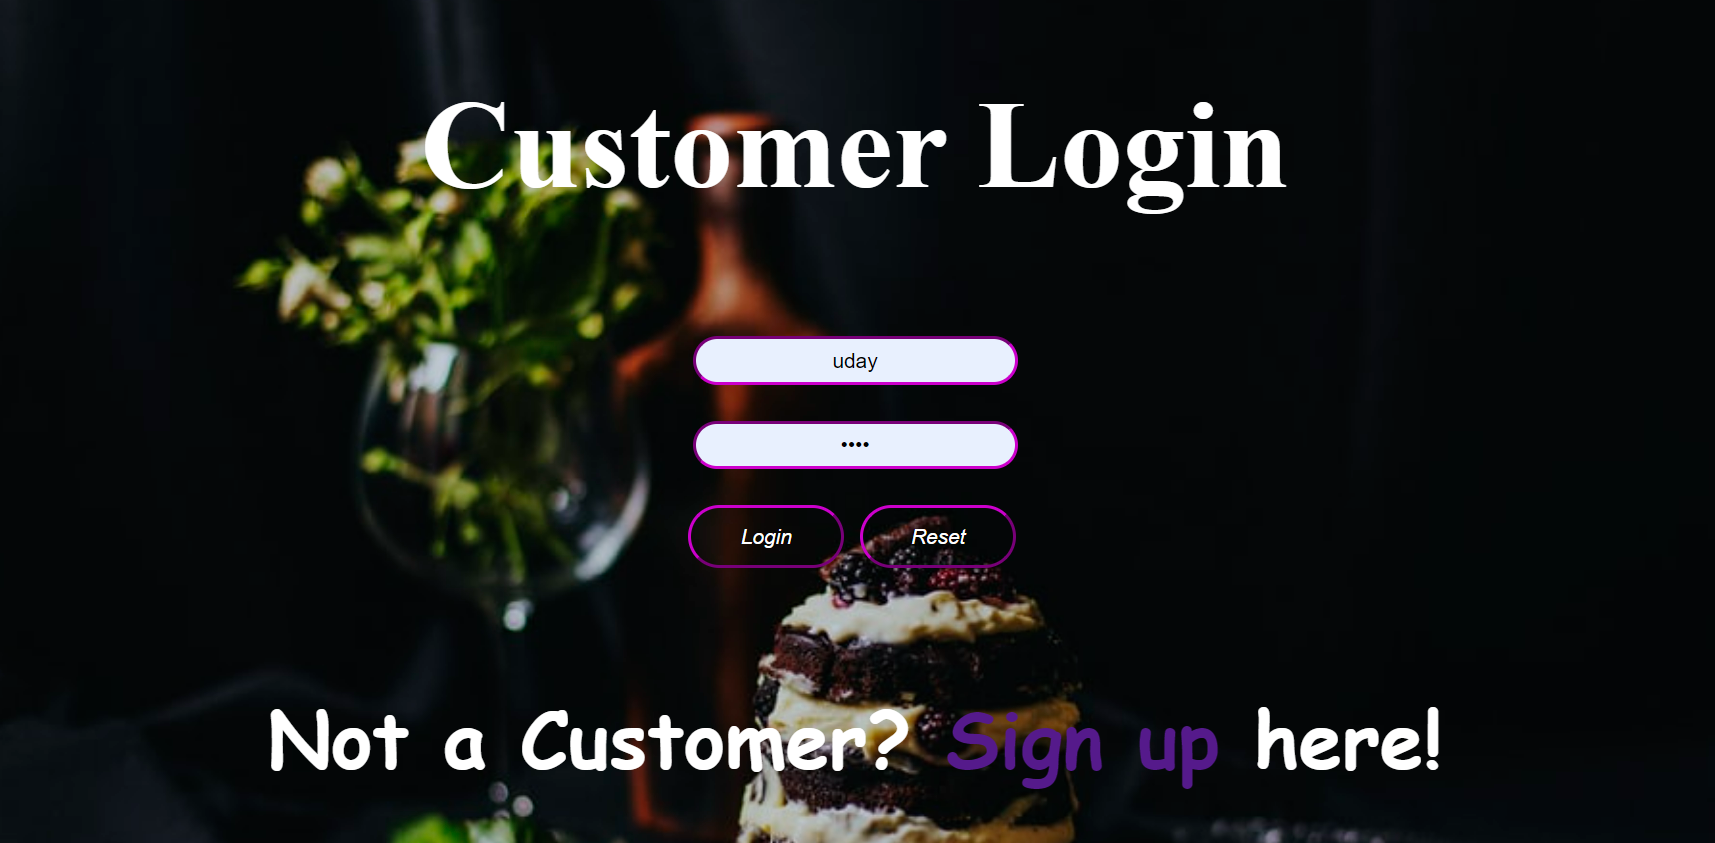 Customer Login
uday
••••
Login Reset
Not a Customer? Sign up here!